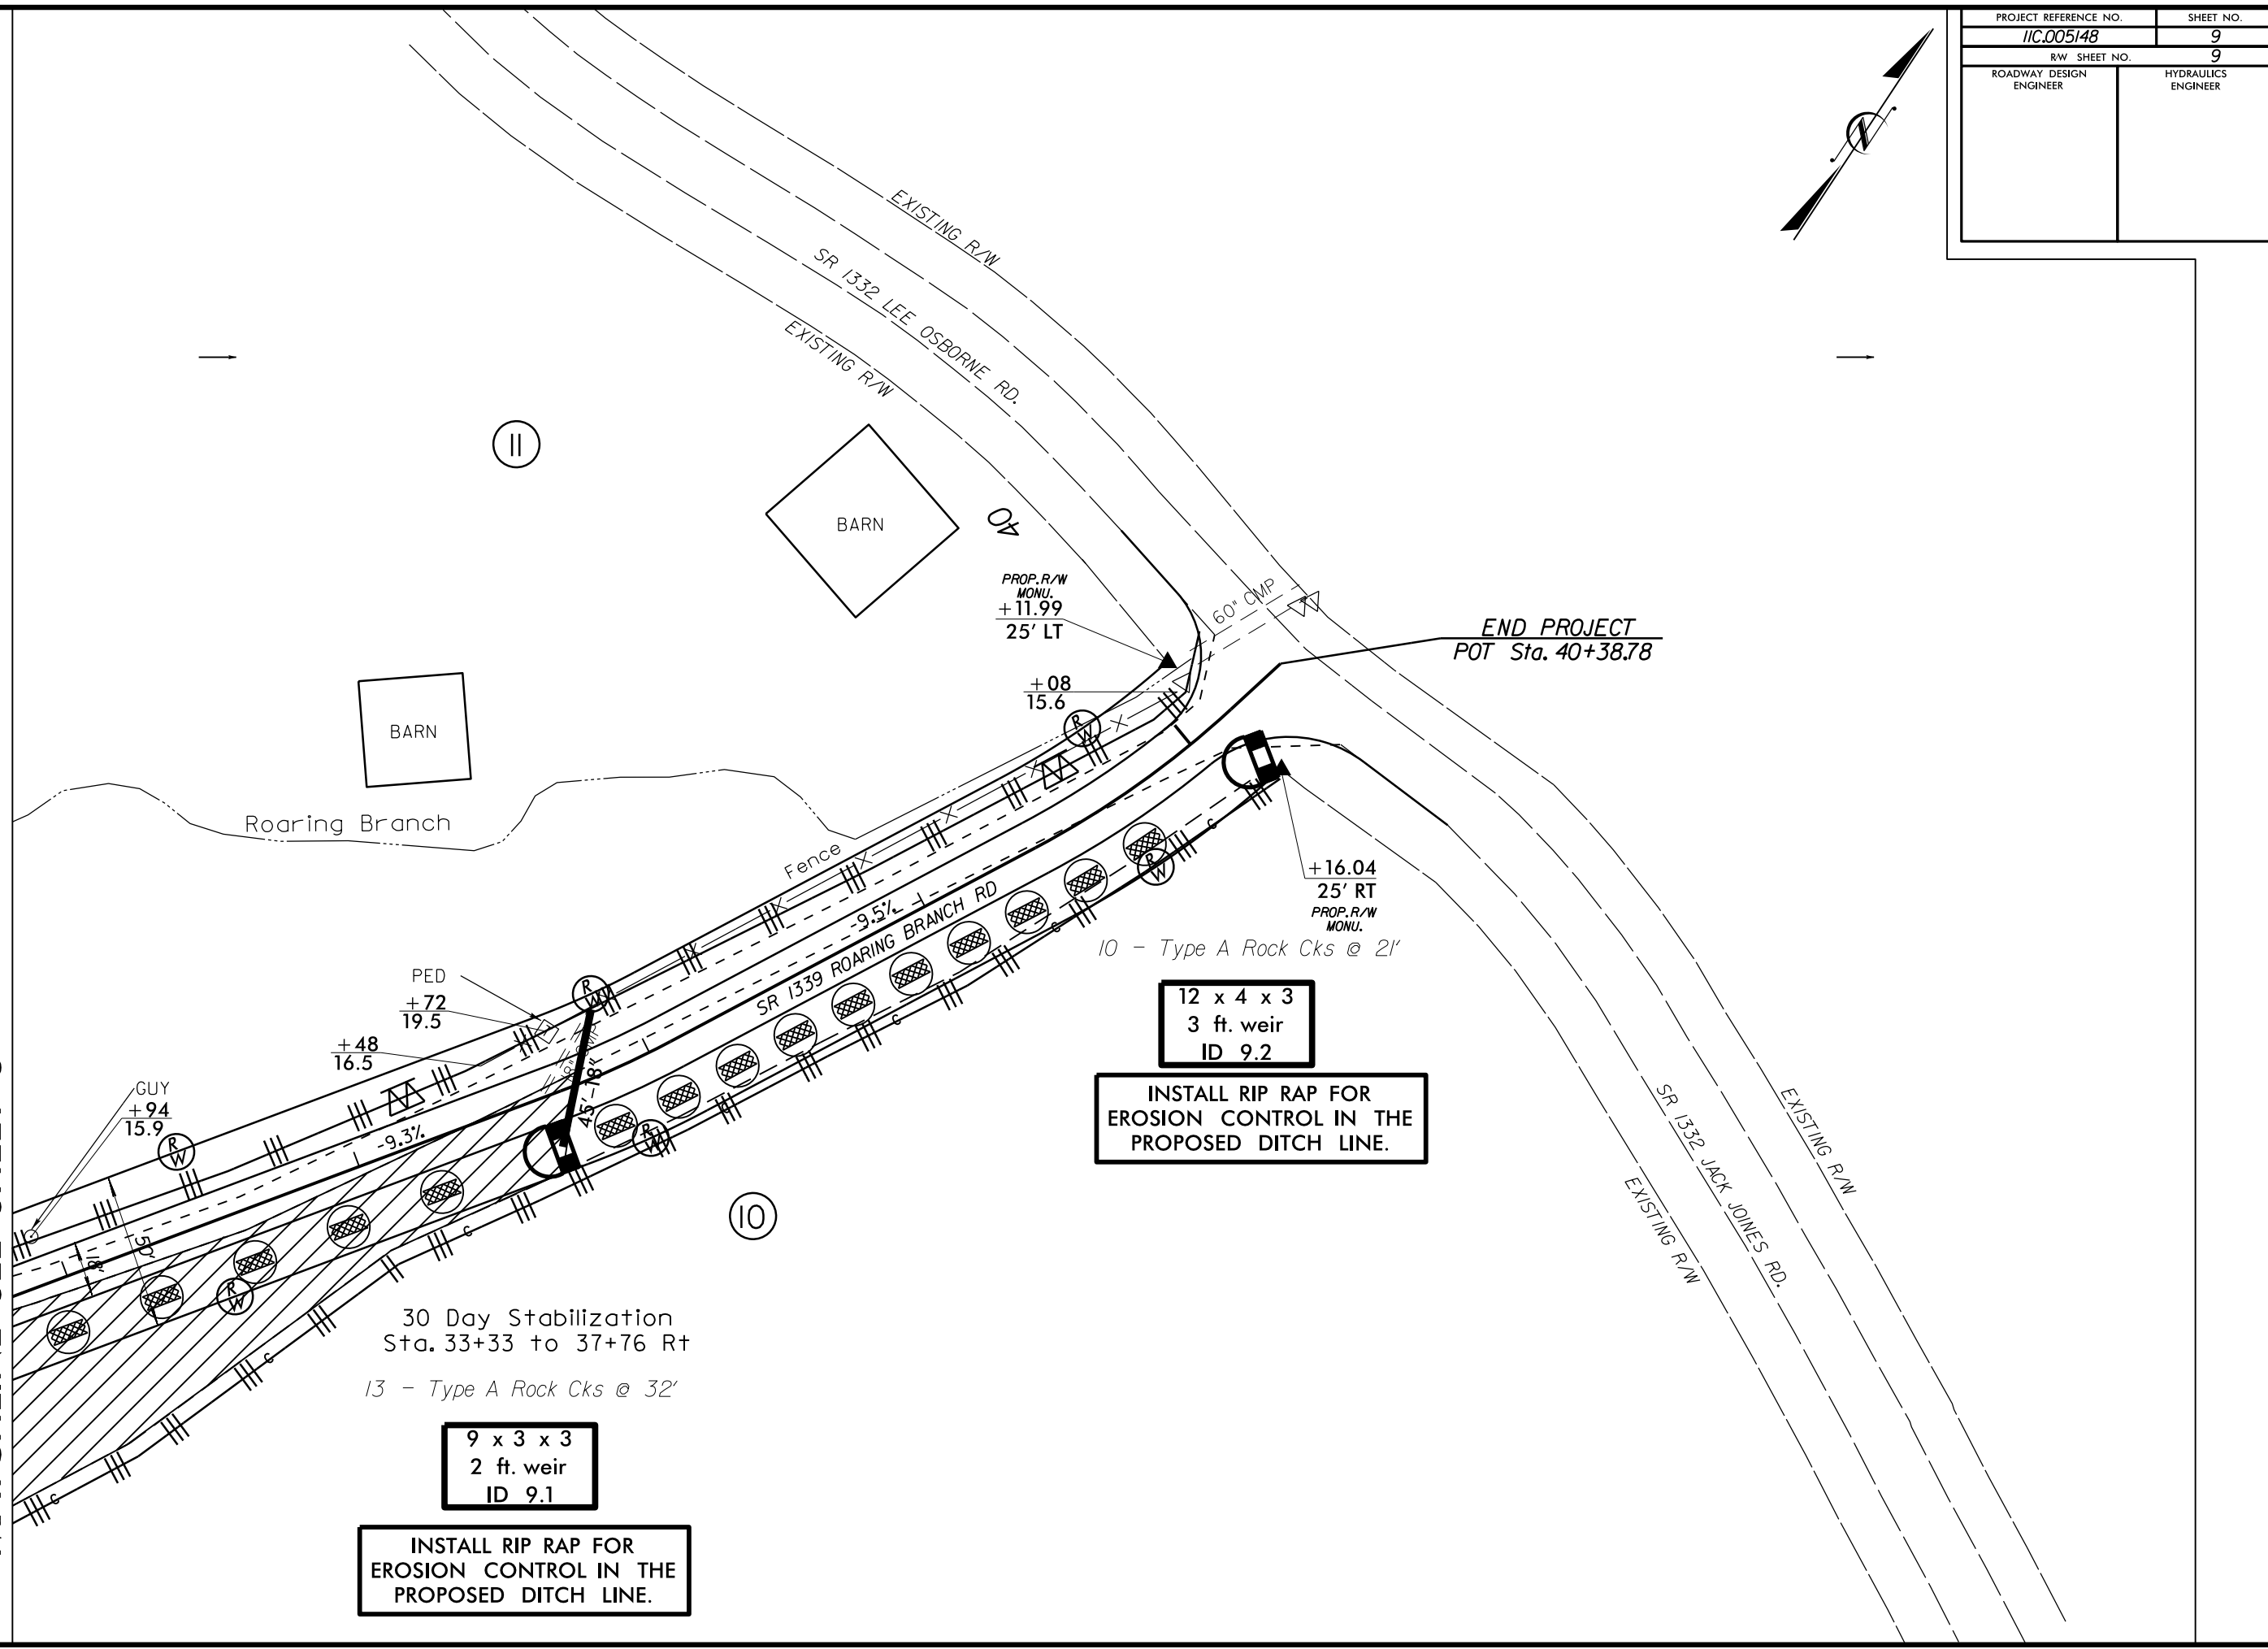 PROJECT REFERENCE NO.
SHEET NO.
11C.005148
9
RW SHEET NO.
9
ROADWAY DESIGN
ENGINEER
HYDRAULICS
ENGINEER
N
EXISTING R/W
SR 1332 LEE OSBORNE RD.
EXISTING R/W
11
BARN
40
PROP. R/W
MONU.
+11.99
25' LT
60" CMP
END PROJECT
POT Sta. 40+38.78
+08
15.6
R/W
BARN
Roaring Branch
Fence
-9.5%
SR 1339 ROARING BRANCH RD
R/W
+16.04
25' RT
PROP. R/W
MONU.
10 - Type A Rock Cks @ 21'
12 x 4 x 3
3 ft. weir
ID 9.2
INSTALL RIP RAP FOR
EROSION CONTROL IN THE
PROPOSED DITCH LINE.
PED
+72
19.5
R/W
+48
16.5
45'-18"
GUY
+94
15.9
R/W
-9.3%
R/W
10
50'
18'
R/W
C
C
C
C
C
C
30 Day Stabilization
Sta. 33+33 to 37+76 Rt
13 - Type A Rock Cks @ 32'
9 x 3 x 3
2 ft. weir
ID 9.1
INSTALL RIP RAP FOR
EROSION CONTROL IN THE
PROPOSED DITCH LINE.
SR 1332 JACK JOINES RD.
EXISTING R/W
EXISTING R/W